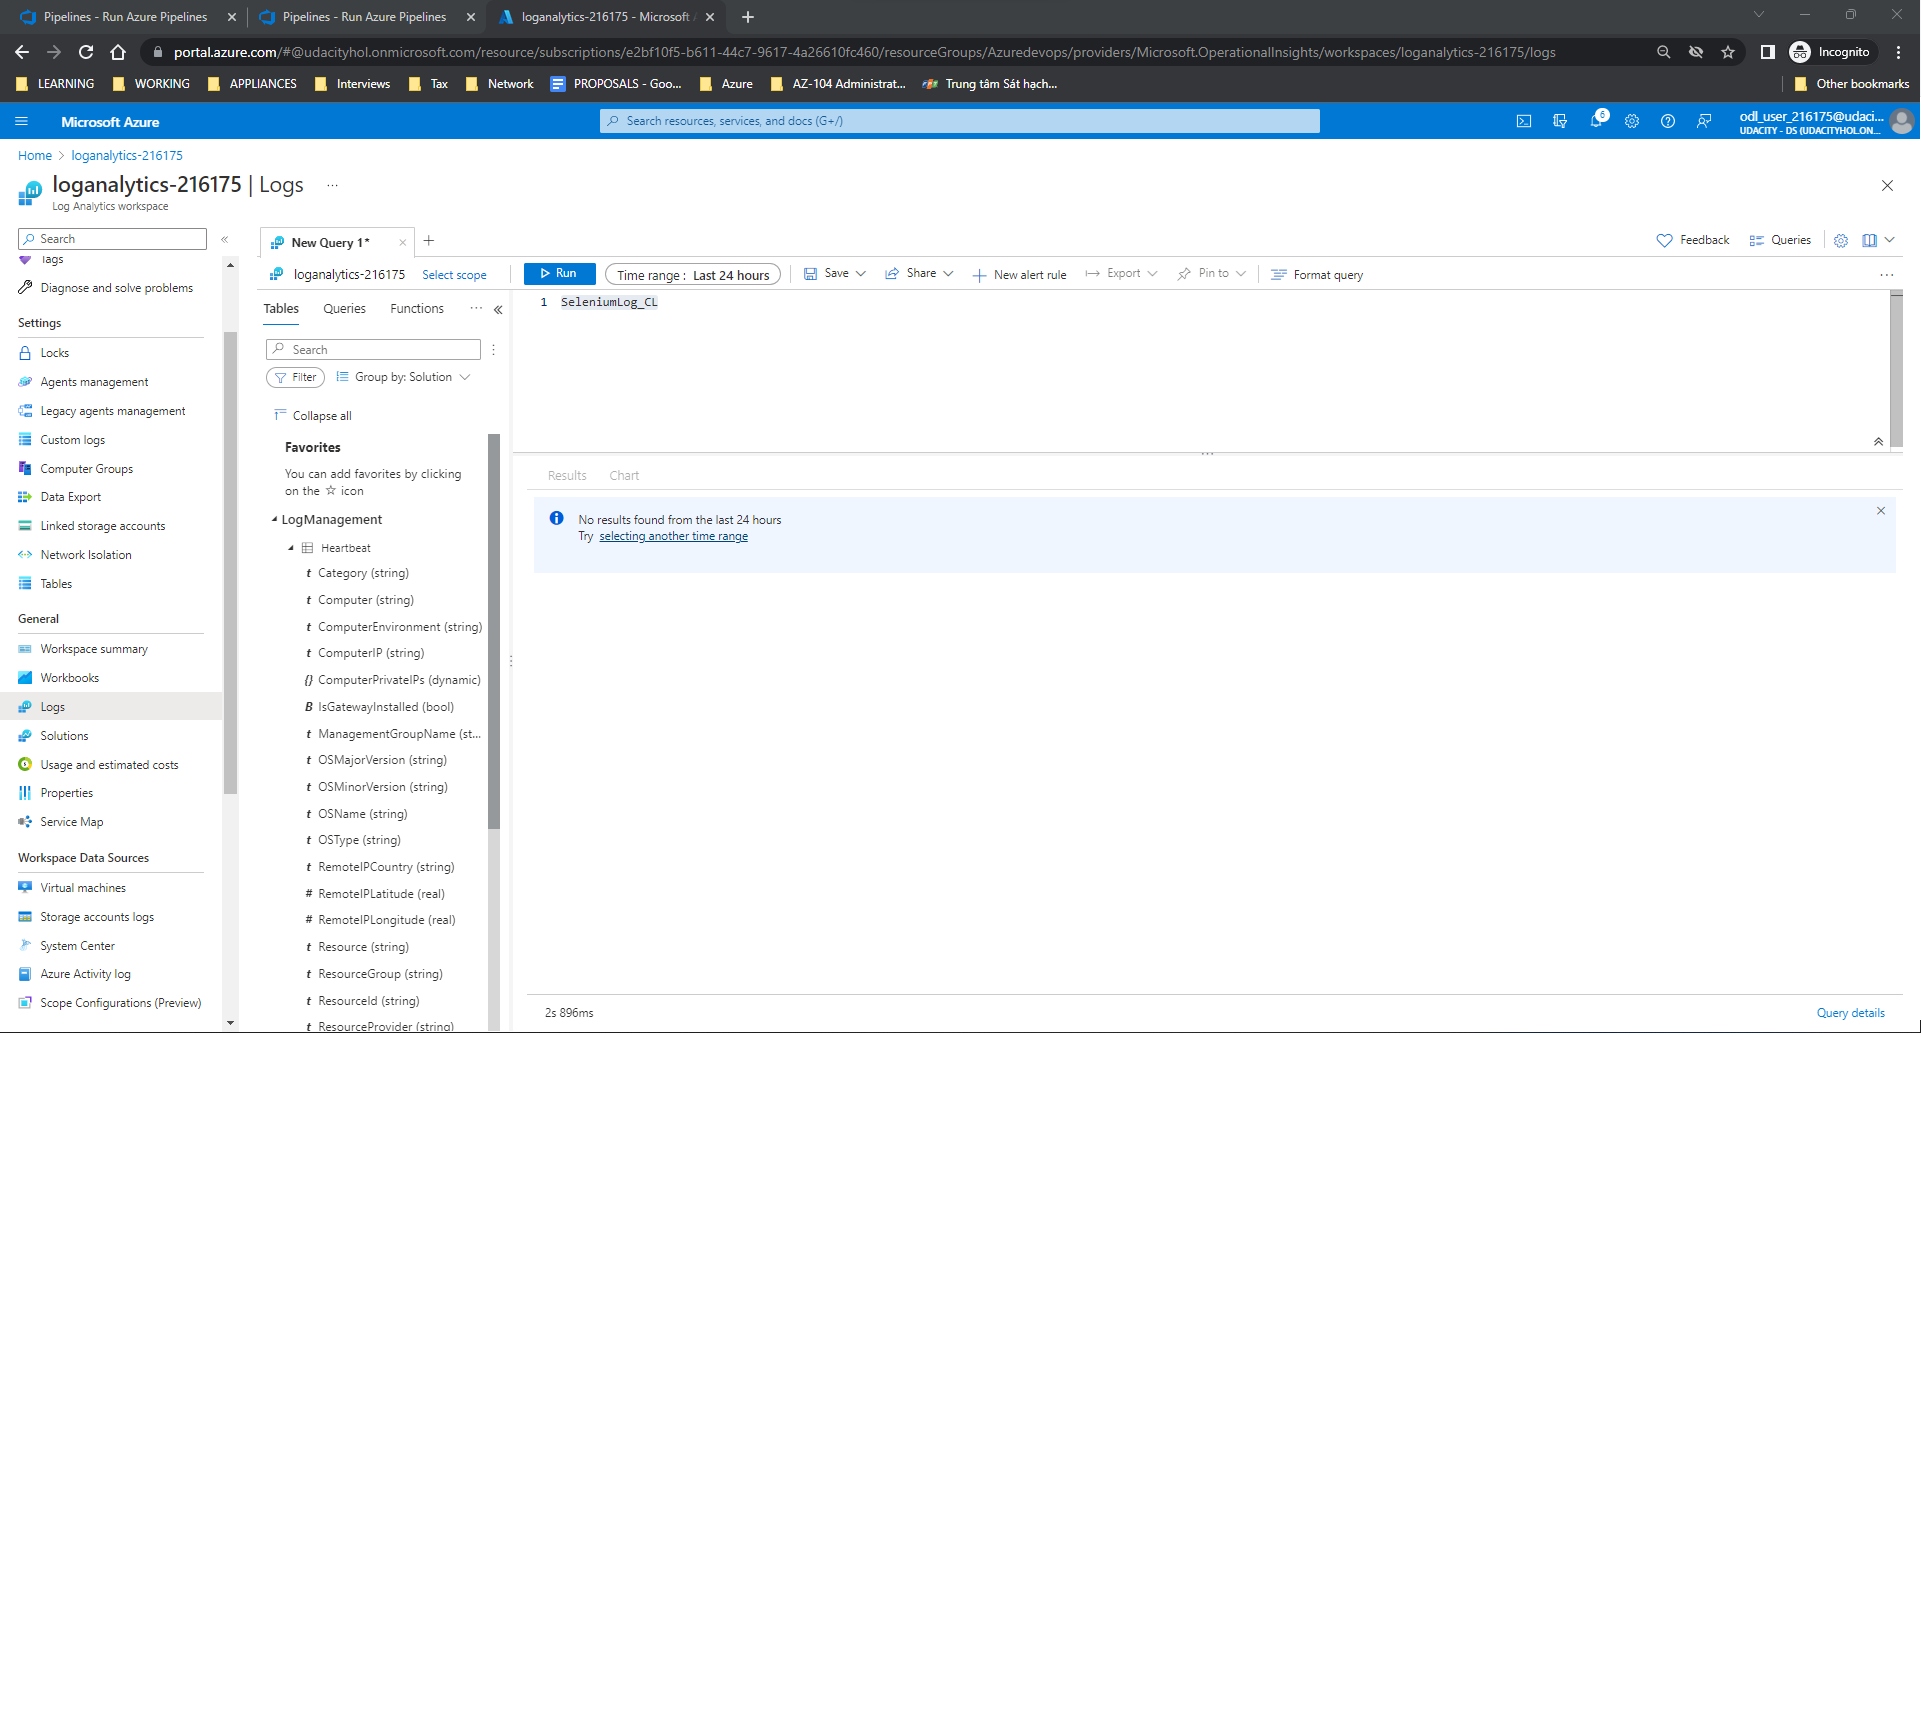 Pipelines - Run Azure Pipelines
Pipelines - Run Azure Pipelines
loganalytics-216175 - Microsoft
portal.azure.com/#@udacityhol.onmicrosoft.com/resource/subscriptions/e2bf10f5-b611-44c7-9617-4a26610fc460/resourceGroups/Azuredevops/providers/Microsoft.OperationalInsights/workspaces/loganalytics-216175/logs
Incognito
LEARNING WORKING APPLIANCES Interviews Tax Network PROPOSALS - Goo... Azure AZ-104 Administrat... Trung tâm Sát hạch... Other bookmarks
Microsoft Azure
Search resources, services, and docs (G+/)
6
odl_user_216175@udaci...
UDACITY - DS (UDACITYHOL.ON...
Home > loganalytics-216175
loganalytics-216175 | Logs ...
Log Analytics workspace
Search
Tags
Diagnose and solve problems
Settings
Locks
Agents management
Legacy agents management
Custom logs
Computer Groups
Data Export
Linked storage accounts
Network Isolation
Tables
General
Workspace summary
Workbooks
Logs
Solutions
Usage and estimated costs
Properties
Service Map
Workspace Data Sources
Virtual machines
Storage accounts logs
System Center
Azure Activity log
Scope Configurations (Preview)
New Query 1*
Feedback
Queries
loganalytics-216175
Select scope
Run
Time range : Last 24 hours
Save
Share
New alert rule
Export
Pin to
Format query
Tables Queries Functions ...
Search
Filter
Group by: Solution
Collapse all
Favorites
You can add favorites by clicking
on the ☆ icon
LogManagement
Heartbeat
t Category (string)
t Computer (string)
t ComputerEnvironment (string)
t ComputerIP (string)
{} ComputerPrivateIPs (dynamic)
B IsGatewayInstalled (bool)
t ManagementGroupName (st...
t OSMajorVersion (string)
t OSMinorVersion (string)
t OSName (string)
t OSType (string)
t RemoteIPCountry (string)
# RemoteIPLatitude (real)
# RemoteIPLongitude (real)
t Resource (string)
t ResourceGroup (string)
t ResourceId (string)
t ResourceProvider (string)
1 SeleniumLog_CL
Results Chart
No results found from the last 24 hours
Try selecting another time range
2s 896ms
Query details